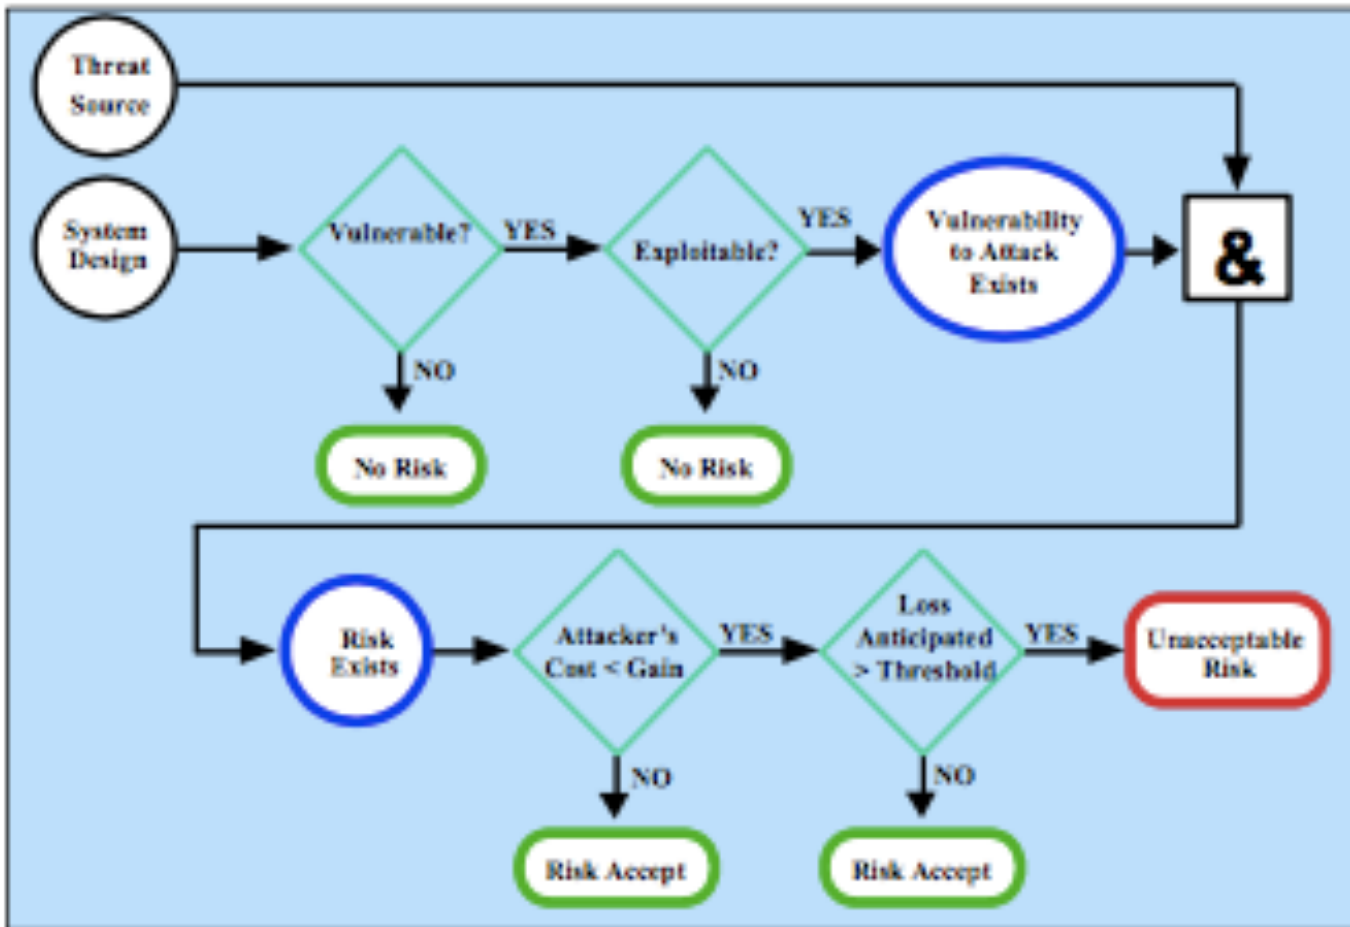 Threat
Source
System
Design
Vulnerable?
YES
Exploitable?
YES
Vulnerability
to Attack
Exists
&
NO
NO
No Risk
No Risk
Risk
Exists
Attacker's
Cost < Gain
YES
Loss
Anticipated
> Threshold
YES
Unacceptable
Risk
NO
NO
Risk Accept
Risk Accept